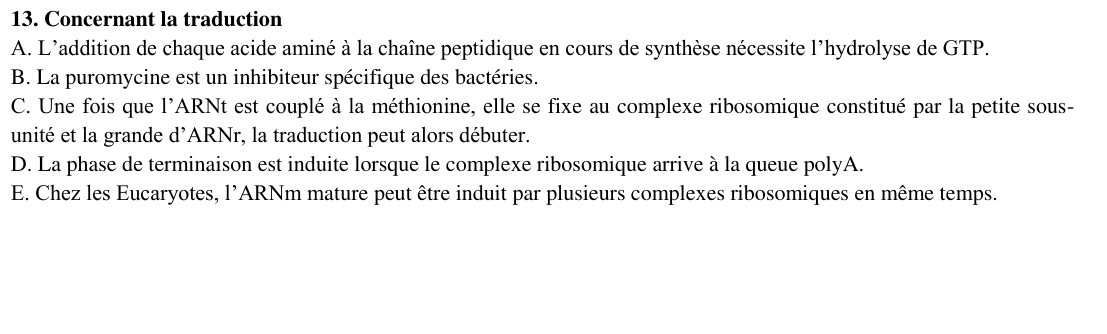 13. Concernant la traduction
A. L’addition de chaque acide aminé à la chaîne peptidique en cours de synthèse nécessite l’hydrolyse de GTP.
B. La puromycine est un inhibiteur spécifique des bactéries.
C. Une fois que l’ARNt est couplé à la méthionine, elle se fixe au complexe ribosomique constitué par la petite sous-
unité et la grande d’ARNr, la traduction peut alors débuter.
D. La phase de terminaison est induite lorsque le complexe ribosomique arrive à la queue polyA.
E. Chez les Eucaryotes, l’ARNm mature peut être induit par plusieurs complexes ribosomiques en même temps.